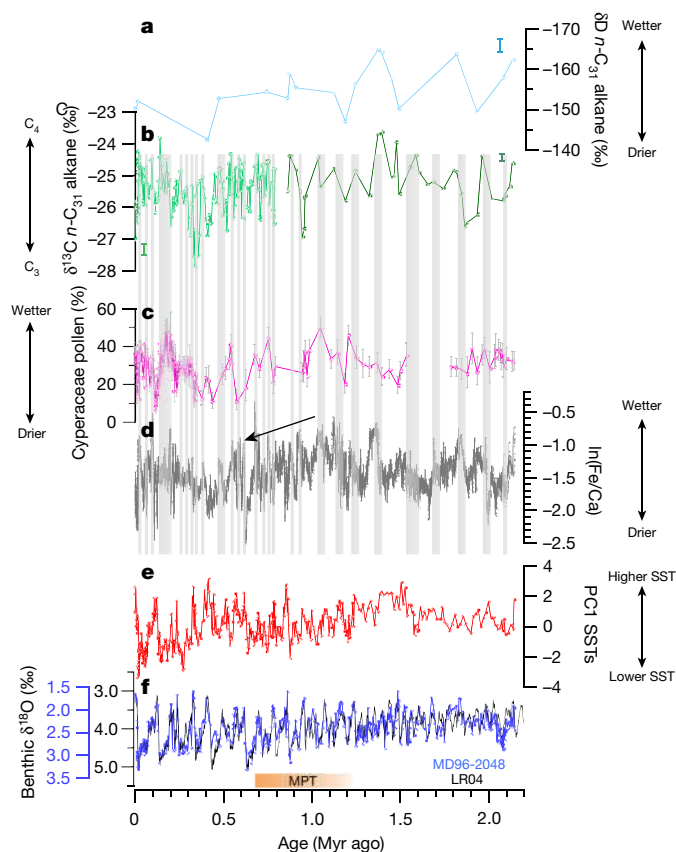 a
δD n-C31 alkane (‰)
−170
−160
−150
−140
Wetter
Drier
b
δ13C n-C31 alkane (‰)
−23
−24
−25
−26
−27
−28
C4
C3
c
Cyperaceae pollen (%)
60
40
20
0
Wetter
Drier
d
ln(Fe/Ca)
−0.5
−1.0
−1.5
−2.0
−2.5
Wetter
Drier
e
PC1 SSTs
4
2
0
−2
−4
Higher SST
Lower SST
f
Benthic δ18O (‰)
1.5
2.0
2.5
3.0
3.5
3.0
4.0
5.0
MD96-2048
LR04
MPT
0 0.5 1.0 1.5 2.0
Age (Myr ago)